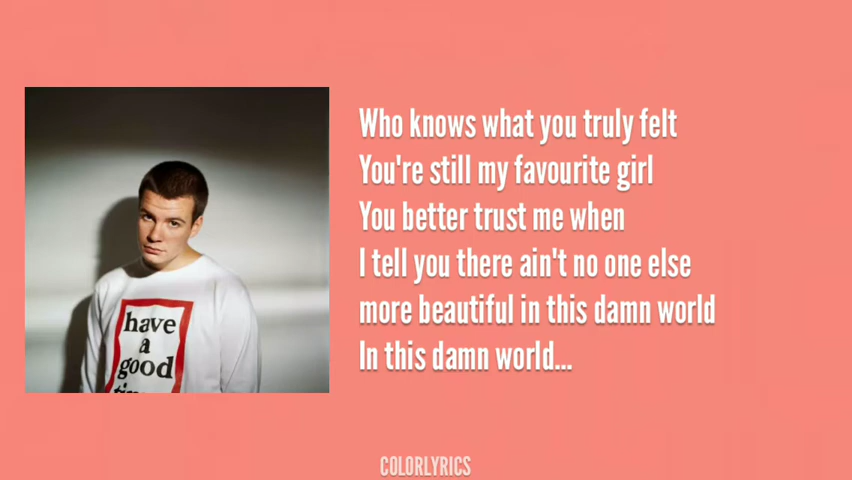 have
a
good
Who knows what you truly felt
You're still my favourite girl
You better trust me when
I tell you there ain't no one else
more beautiful in this damn world
In this damn world...
COLORLYRICS